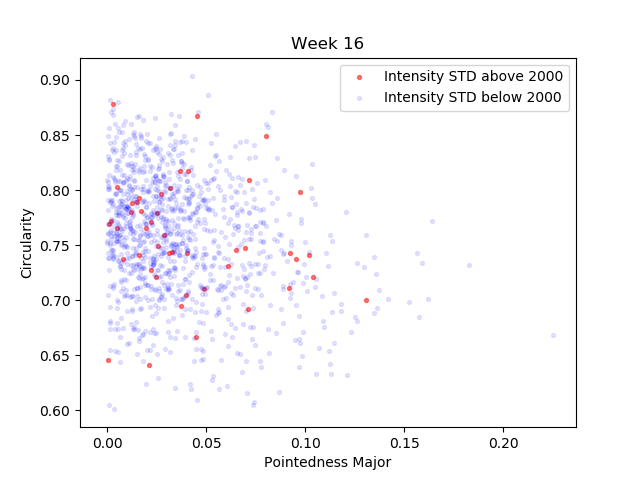 Week 16
Intensity STD above 2000
Intensity STD below 2000
0.90
0.85
0.80
0.75
0.70
0.65
0.60
Circularity
0.00 0.05 0.10 0.15 0.20
Pointedness Major